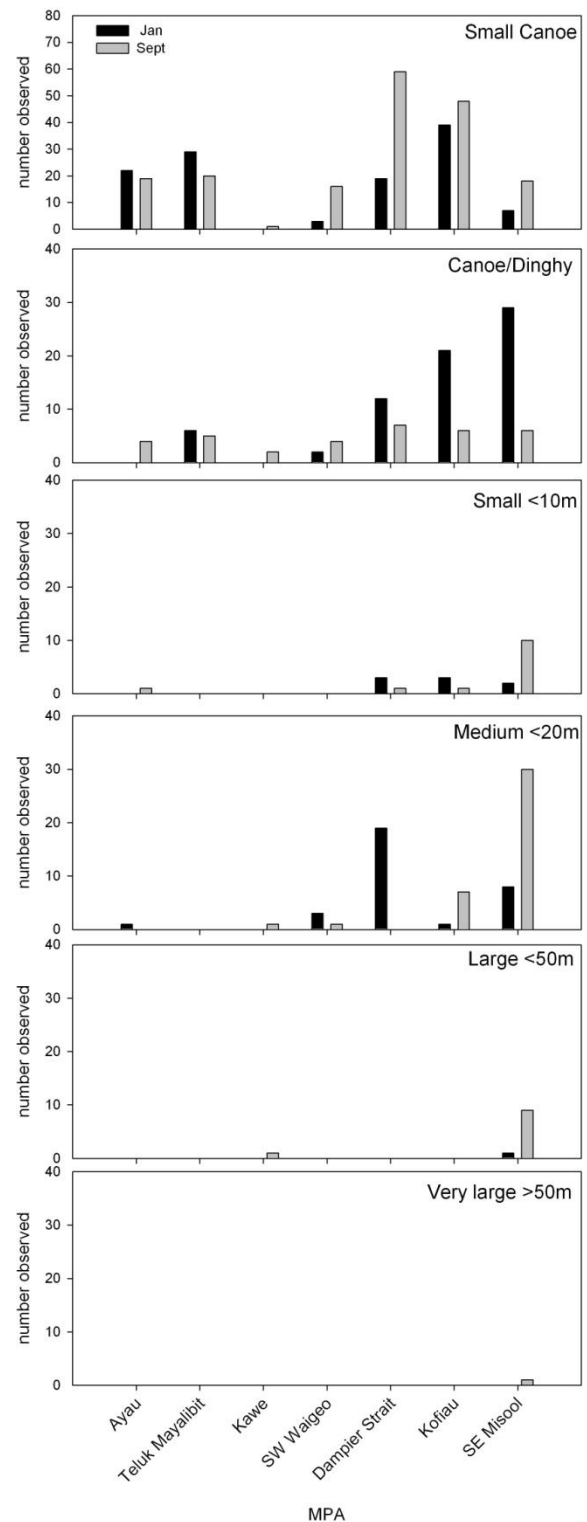 80
70
60
50
40
30
20
10
0
number observed
Jan
Sept
Small Canoe
40
30
20
10
0
number observed
Canoe/Dinghy
40
30
20
10
0
number observed
Small <10m
40
30
20
10
0
number observed
Medium <20m
40
30
20
10
0
number observed
Large <50m
40
30
20
10
0
number observed
Very large >50m
Ayau
Teluk Mayalibit
Kawe
SW Waigeo
Dampier Strait
Kofiau
SE Misool
MPA